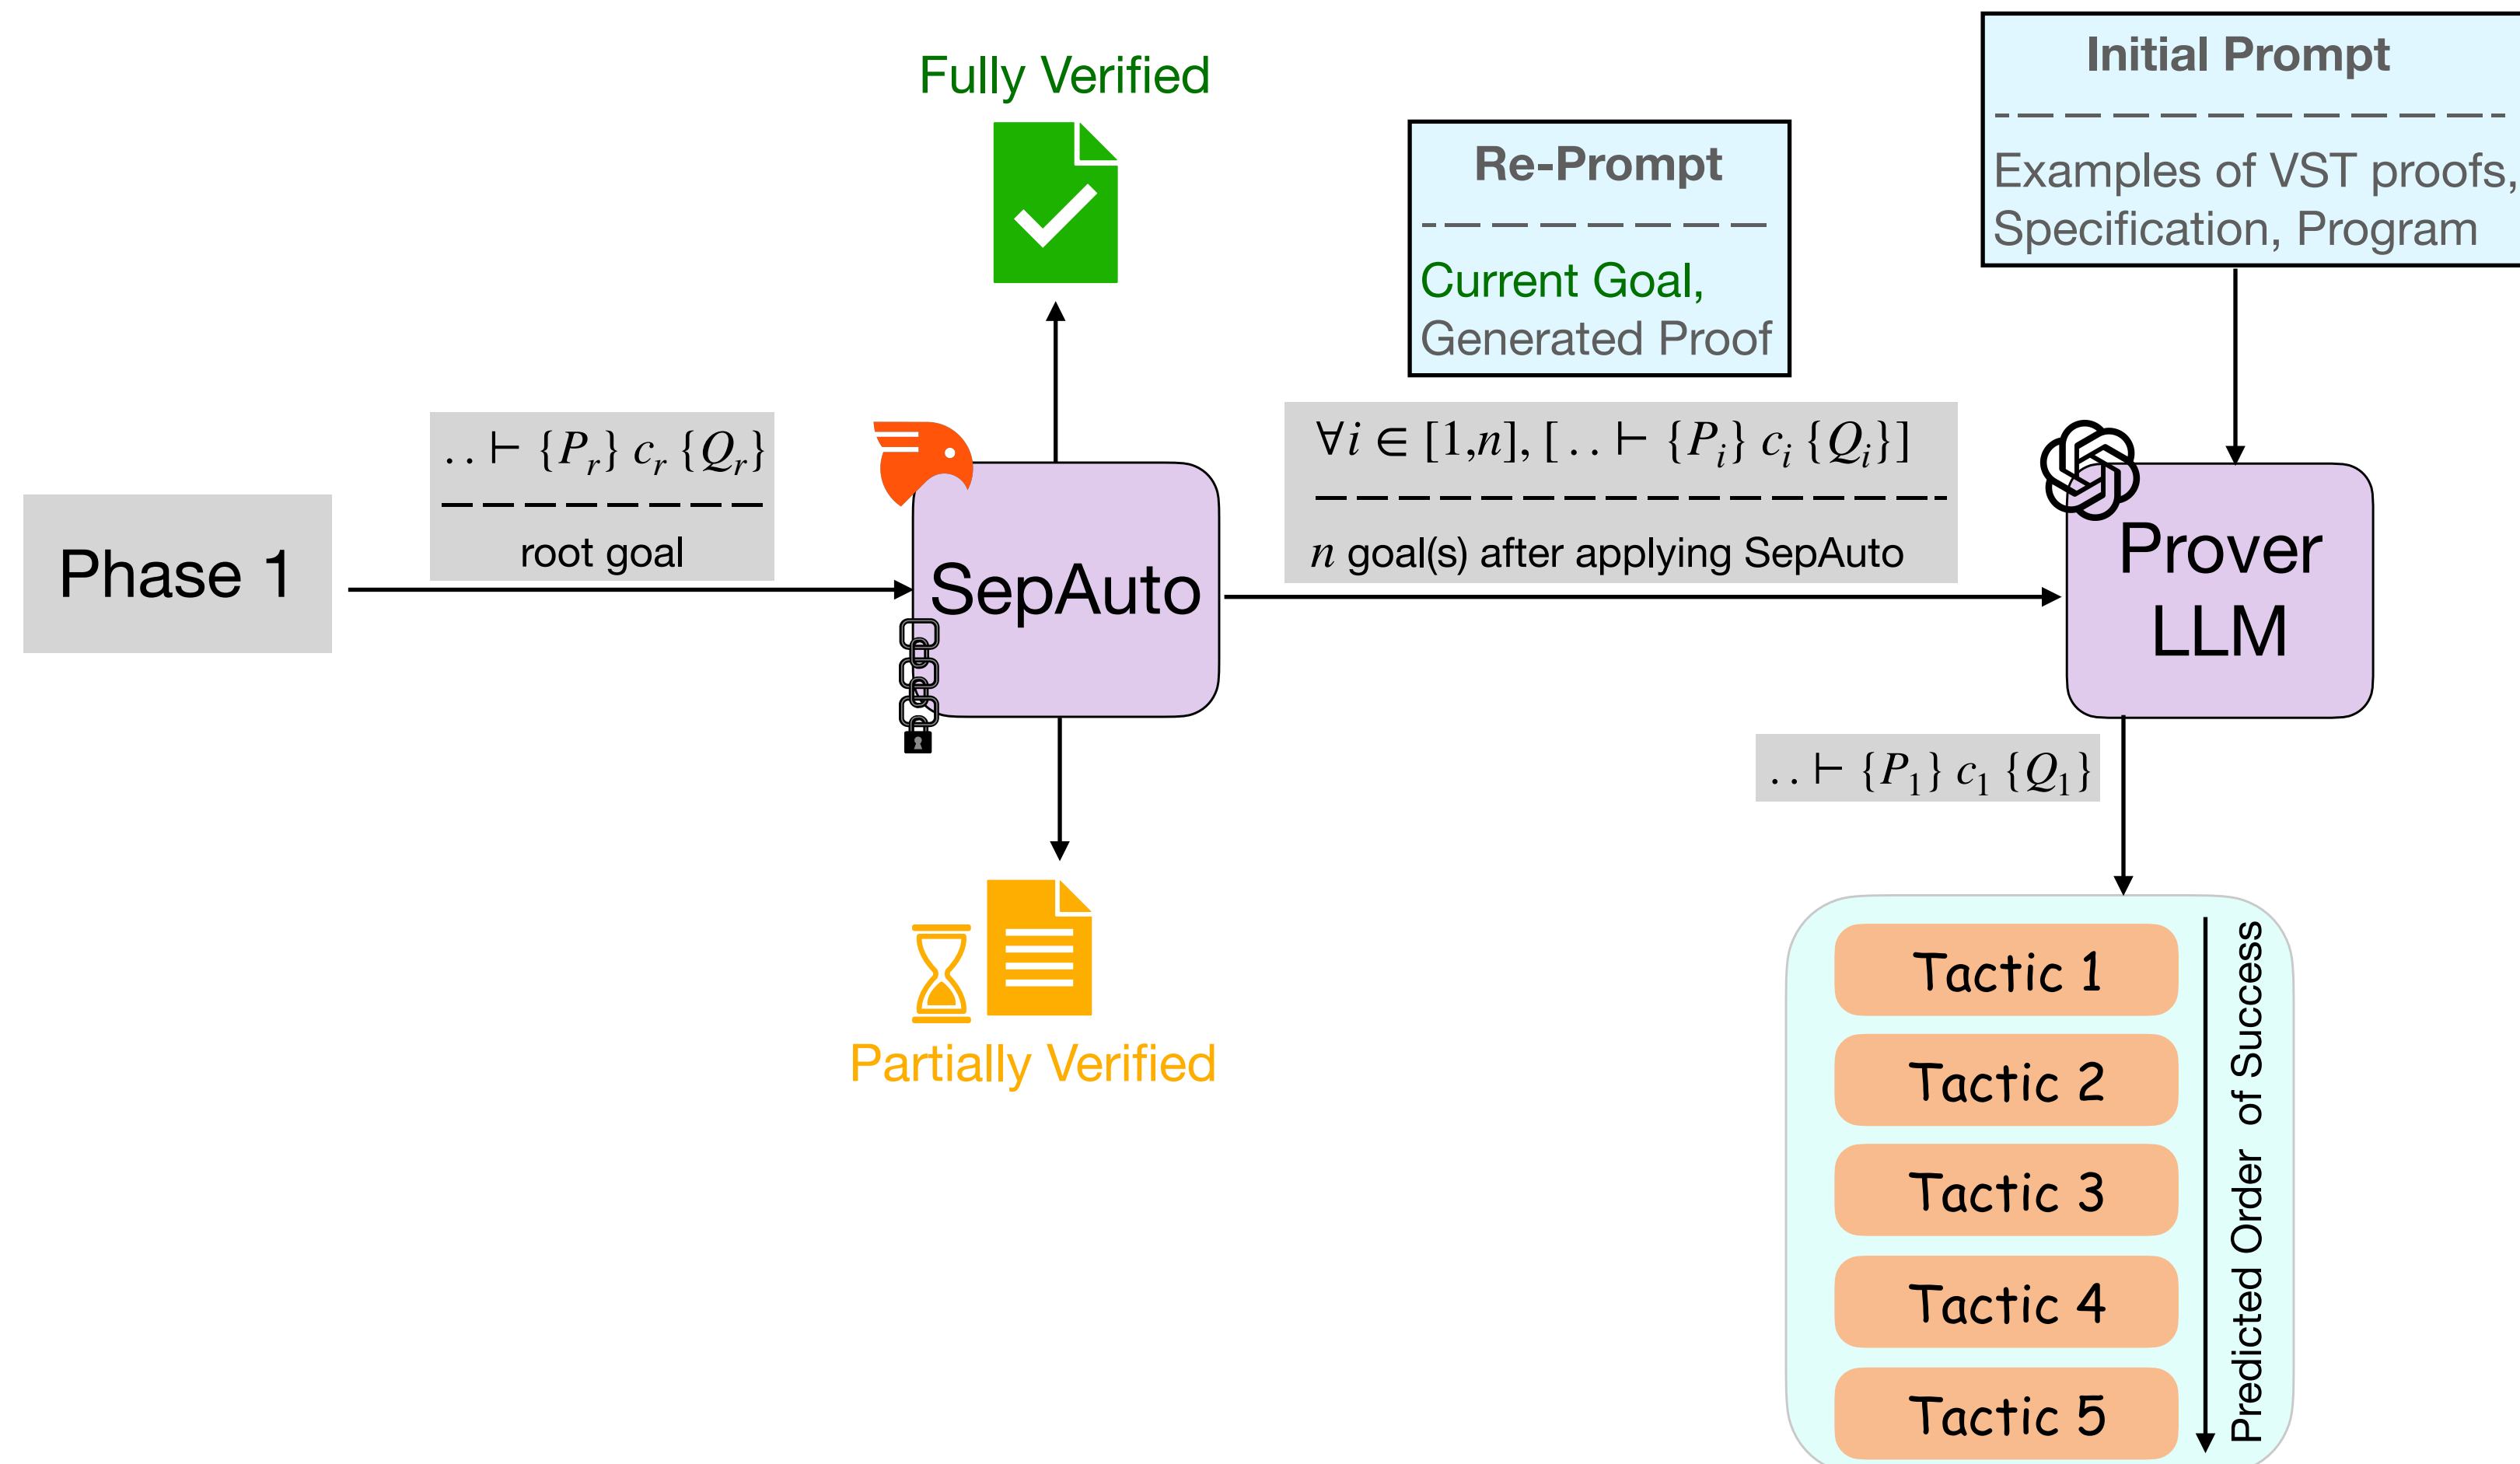 Fully Verified
Initial Prompt
Examples of VST proofs,
Specification, Program
Re-Prompt
Current Goal,
Generated Proof
Phase 1
. . ⊢ {P_r} c_r {Q_r}
root goal
SepAuto
∀i ∈ [1,n], [ . . ⊢ {P_i} c_i {Q_i}]
n goal(s) after applying SepAuto
Prover
LLM
. . ⊢ {P_1} c_1 {Q_1}
Partially Verified
Tactic 1
Tactic 2
Tactic 3
Tactic 4
Tactic 5
Predicted Order of Success